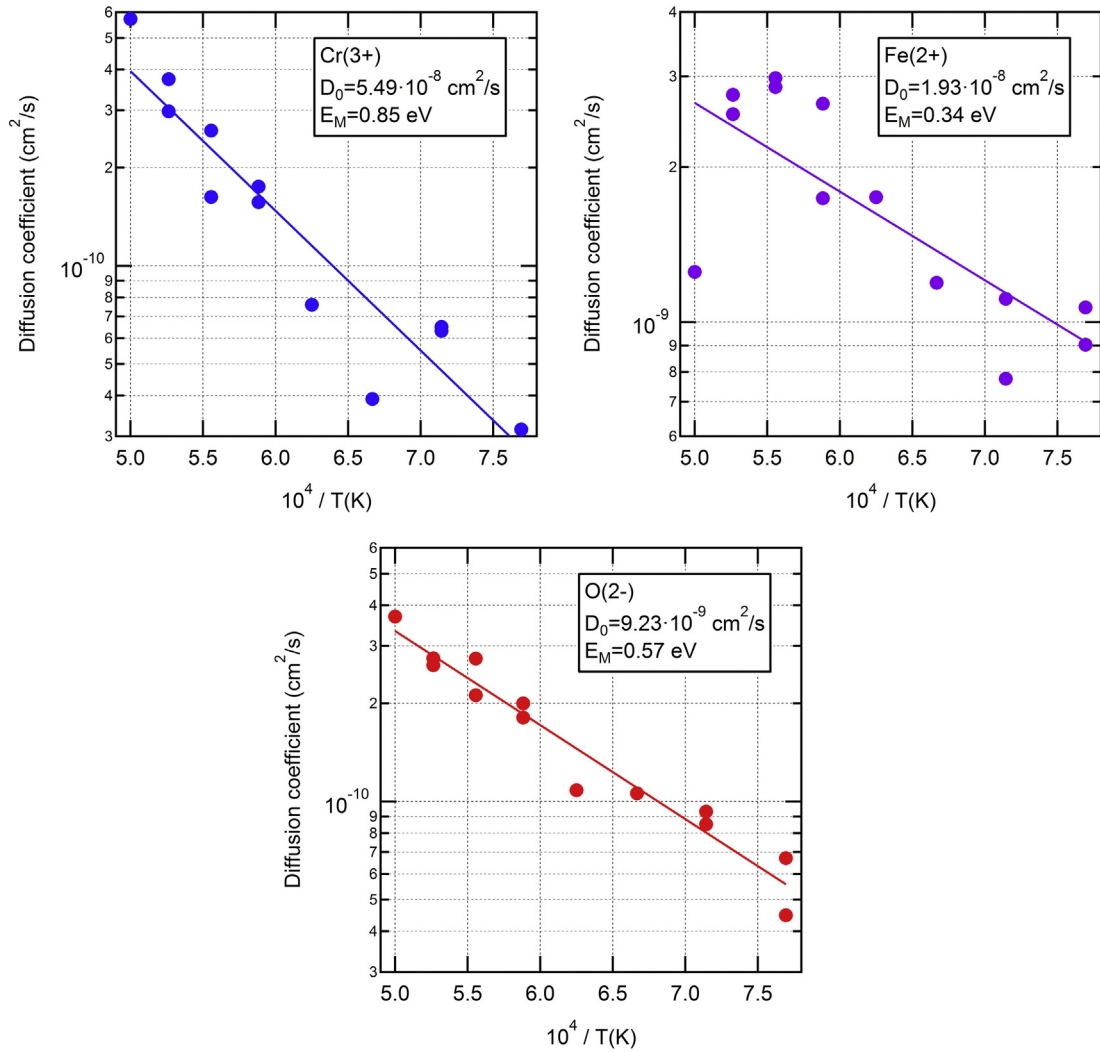 Diffusion coefficient (cm²/s)
6
5
4
3
2
10⁻¹⁰
9
8
7
6
5
4
3
5.0 5.5 6.0 6.5 7.0 7.5
10⁴ / T(K)
Cr(3+)
D₀=5.49·10⁻⁸ cm²/s
E_M=0.85 eV
Diffusion coefficient (cm²/s)
4
3
2
10⁻⁹
9
8
7
6
5.0 5.5 6.0 6.5 7.0 7.5
10⁴ / T(K)
Fe(2+)
D₀=1.93·10⁻⁸ cm²/s
E_M=0.34 eV
Diffusion coefficient (cm²/s)
6
5
4
3
2
10⁻¹⁰
9
8
7
6
5
4
3
5.0 5.5 6.0 6.5 7.0 7.5
10⁴ / T(K)
O(2-)
D₀=9.23·10⁻⁹ cm²/s
E_M=0.57 eV